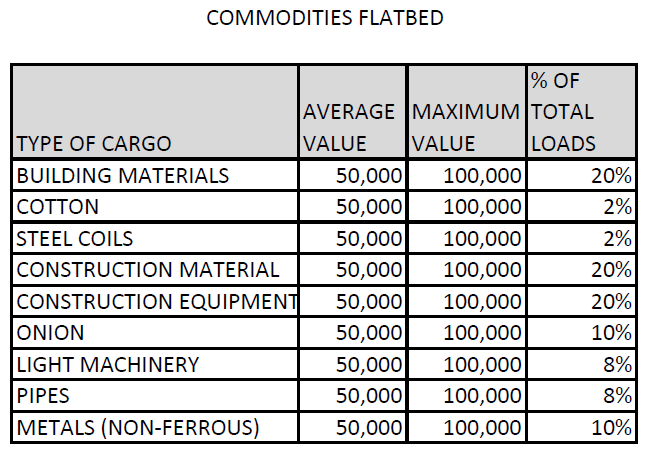 COMMODITIES FLATBED
% OF
AVERAGE MAXIMUM TOTAL
TYPE OF CARGO VALUE VALUE LOADS
BUILDING MATERIALS 50,000 100,000 20%
COTTON 50,000 100,000 2%
STEEL COILS 50,000 100,000 2%
CONSTRUCTION MATERIAL 50,000 100,000 20%
CONSTRUCTION EQUIPMENT 50,000 100,000 20%
ONION 50,000 100,000 10%
LIGHT MACHINERY 50,000 100,000 8%
PIPES 50,000 100,000 8%
METALS (NON-FERROUS) 50,000 100,000 10%